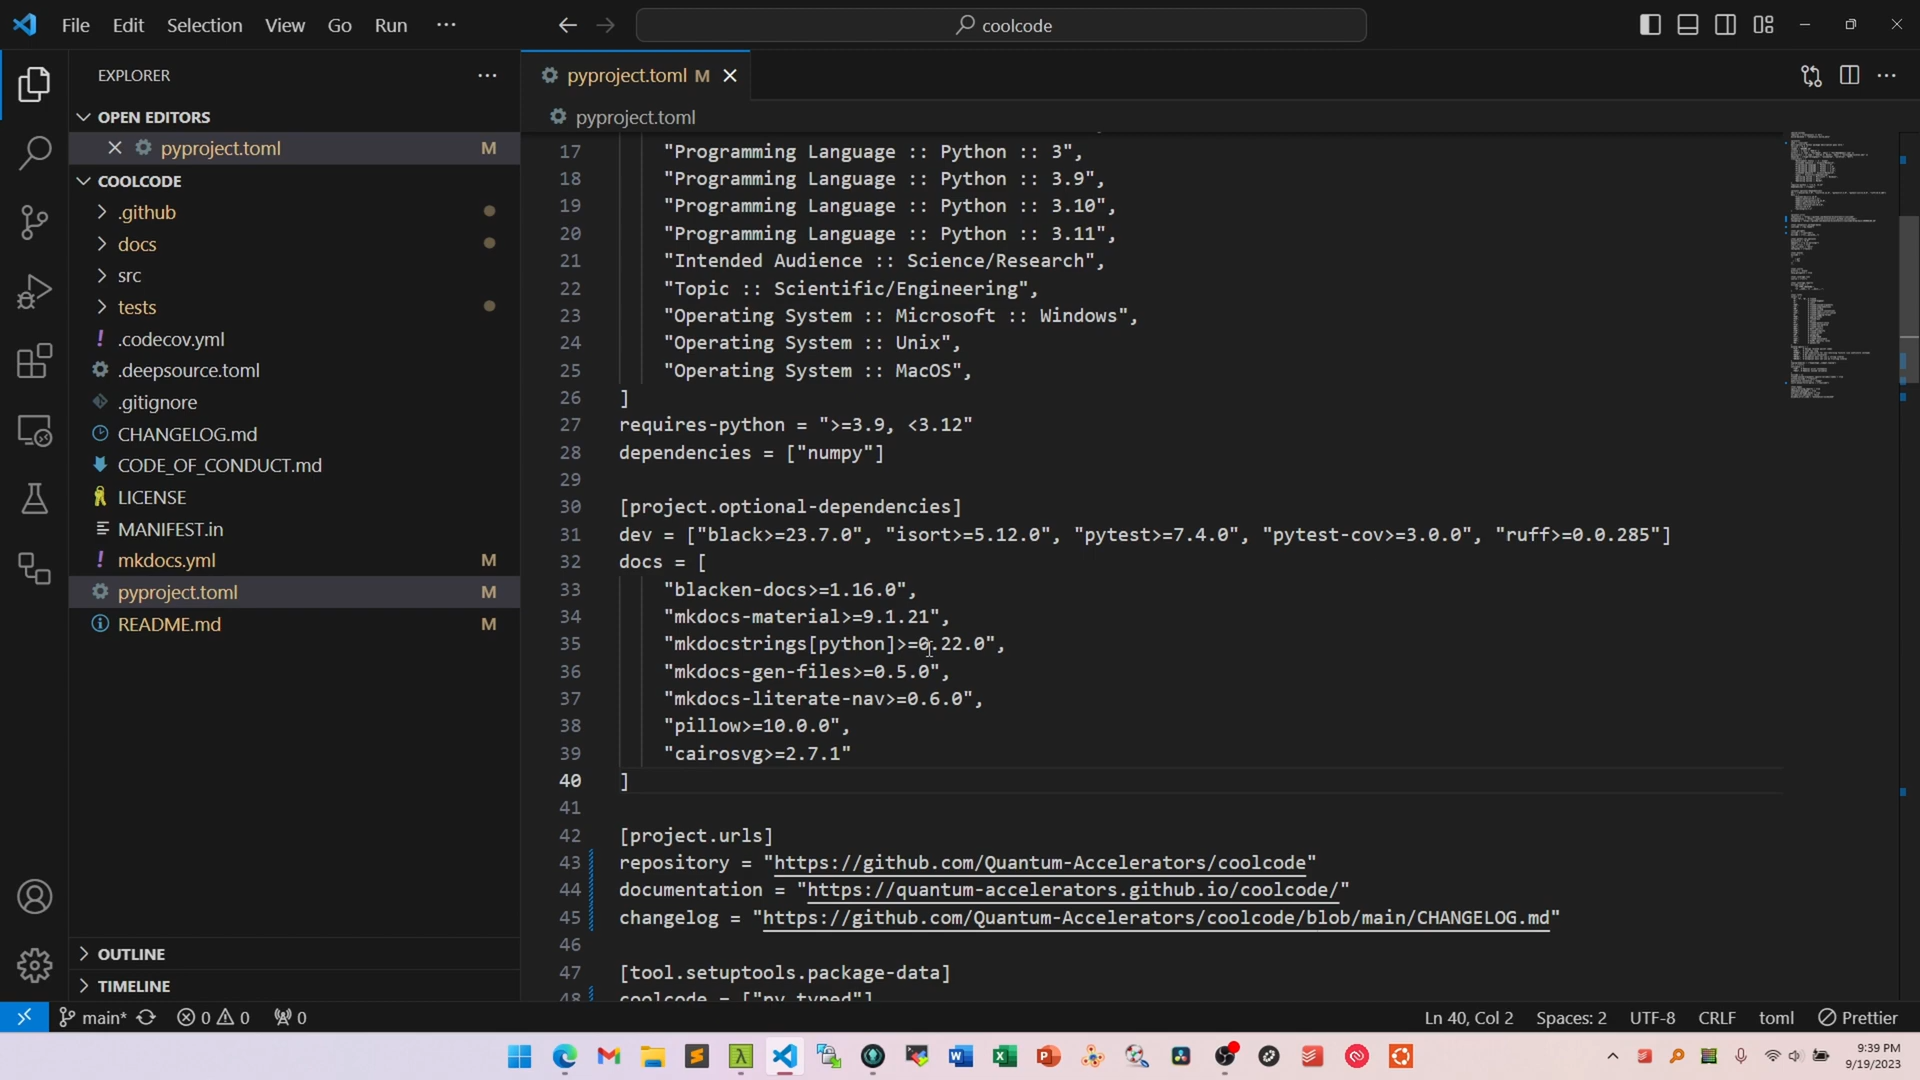 File Edit Selection View Go Run ···
coolcode
EXPLORER ···
OPEN EDITORS
pyproject.toml M
COOLCODE
.github
docs
src
tests
.codecov.yml
.deepsource.toml
.gitignore
CHANGELOG.md
CODE_OF_CONDUCT.md
LICENSE
MANIFEST.in
mkdocs.yml M
pyproject.toml M
README.md M
OUTLINE
TIMELINE
pyproject.toml M
pyproject.toml
17 "Programming Language :: Python :: 3",
18 "Programming Language :: Python :: 3.9",
19 "Programming Language :: Python :: 3.10",
20 "Programming Language :: Python :: 3.11",
21 "Intended Audience :: Science/Research",
22 "Topic :: Scientific/Engineering",
23 "Operating System :: Microsoft :: Windows",
24 "Operating System :: Unix",
25 "Operating System :: MacOS",
26 ]
27 requires-python = ">=3.9, <3.12"
28 dependencies = ["numpy"]
29
30 [project.optional-dependencies]
31 dev = ["black>=23.7.0", "isort>=5.12.0", "pytest>=7.4.0", "pytest-cov>=3.0.0", "ruff>=0.0.285"]
32 docs = [
33 "blacken-docs>=1.16.0",
34 "mkdocs-material>=9.1.21",
35 "mkdocstrings[python]>=0.22.0",
36 "mkdocs-gen-files>=0.5.0",
37 "mkdocs-literate-nav>=0.6.0",
38 "pillow>=10.0.0",
39 "cairosvg>=2.7.1"
40 ]
41
42 [project.urls]
43 repository = "https://github.com/Quantum-Accelerators/coolcode"
44 documentation = "https://quantum-accelerators.github.io/coolcode/"
45 changelog = "https://github.com/Quantum-Accelerators/coolcode/blob/main/CHANGELOG.md"
46
47 [tool.setuptools.package-data]
48 coolcode = ["py.typed"]
main* 0 0 0 Ln 40, Col 2 Spaces: 2 UTF-8 CRLF toml Prettier
9:39 PM
9/19/2023